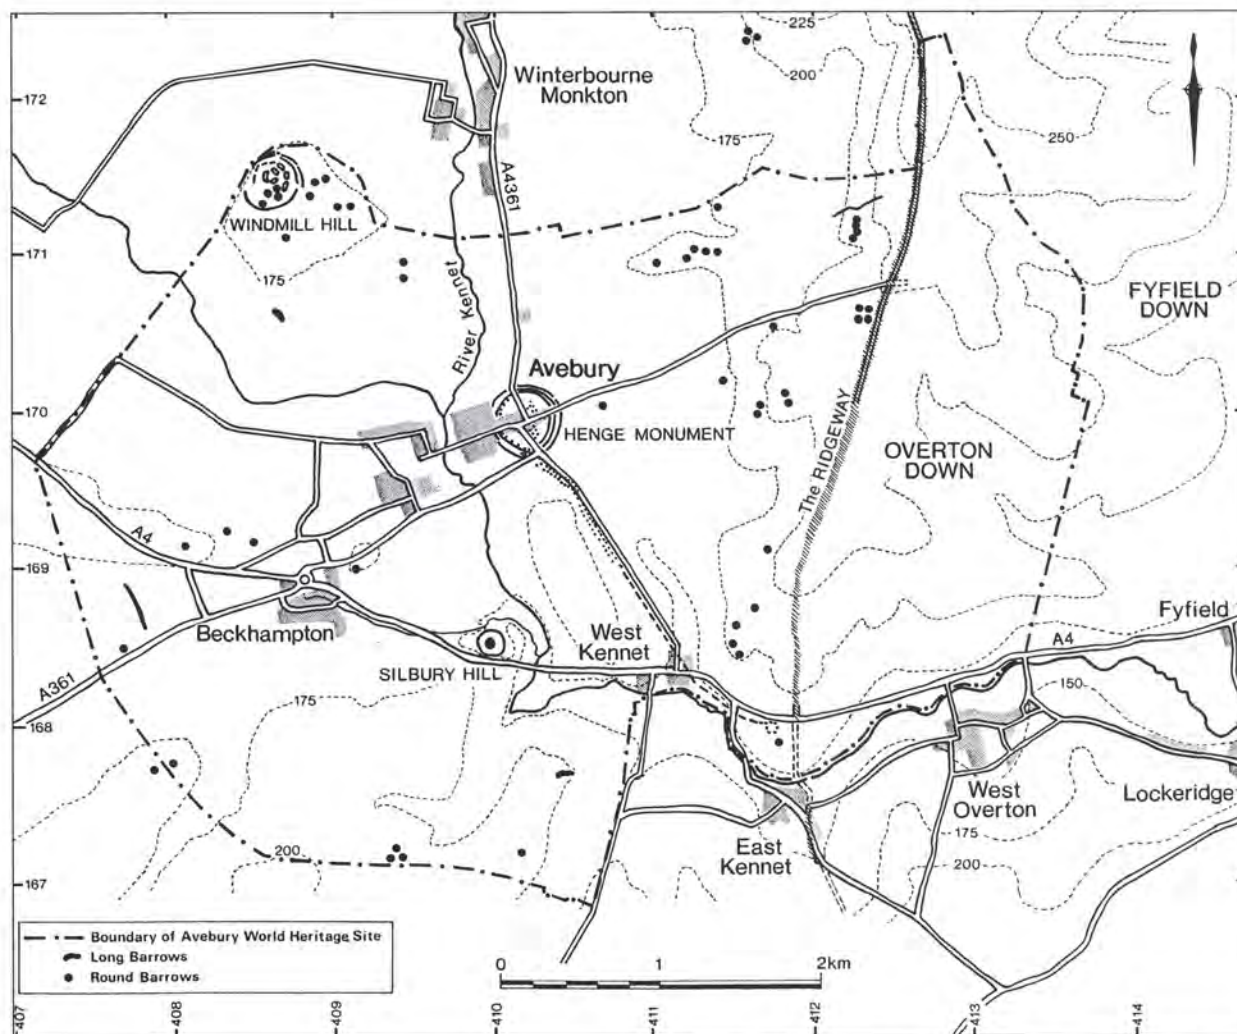 225
200
Winterbourne
Monkton
172
175
250
A4361
WINDMILL HILL
171
175
River Kennet
FYFIELD
DOWN
Avebury
170
HENGE MONUMENT
The RIDGEWAY
OVERTON
DOWN
A4
169
Fyfield
West
Kennet
Beckhampton
A4
SILBURY HILL
A361
175
150
168
West
Overton
Lockeridge
East
Kennet
175
200
200
167
Boundary of Avebury World Heritage Site
Long Barrows
Round Barrows
0 1 2km
407 408 409 410 411 412 413 414